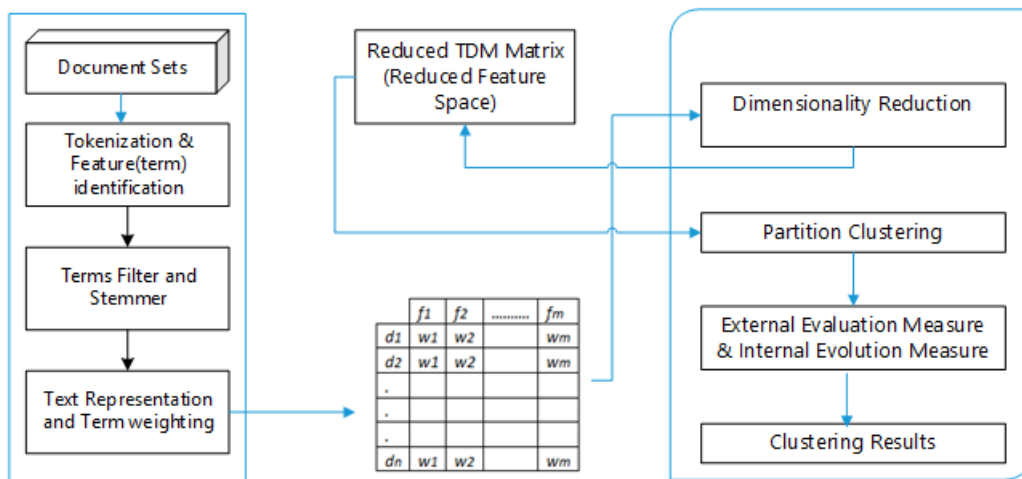 Document Sets
Tokenization &
Feature(term)
identification
Terms Filter and
Stemmer
Text Representation
and Term weighting
Reduced TDM Matrix
(Reduced Feature
Space)
f1 f2 .......... fm
d1 w1 w2 wm
d2 w1 w2 wm
.
.
.
dn w1 w2 wm
Dimensionality Reduction
Partition Clustering
External Evaluation Measure
& Internal Evolution Measure
Clustering Results